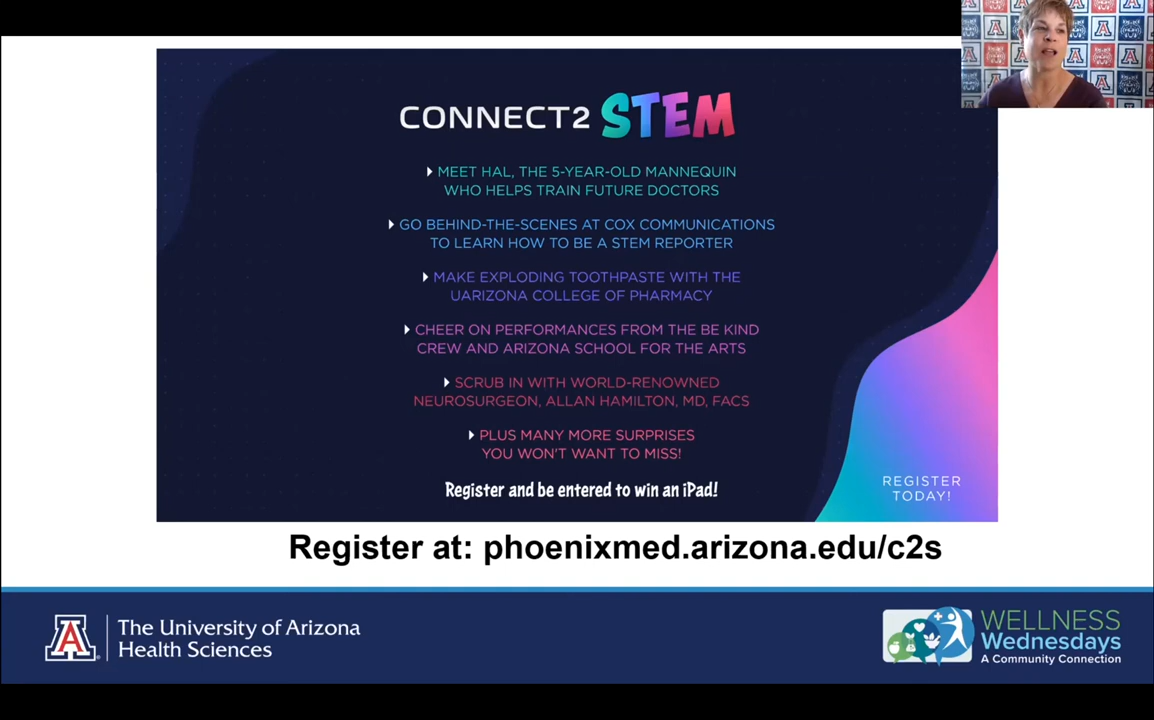 CONNECT2 STEM
MEET HAL, THE 5-YEAR-OLD MANNEQUIN
WHO HELPS TRAIN FUTURE DOCTORS
GO BEHIND-THE-SCENES AT COX COMMUNICATIONS
TO LEARN HOW TO BE A STEM REPORTER
MAKE EXPLODING TOOTHPASTE WITH THE
UARIZONA COLLEGE OF PHARMACY
CHEER ON PERFORMANCES FROM THE BE KIND
CREW AND ARIZONA SCHOOL FOR THE ARTS
SCRUB IN WITH WORLD-RENOWNED
NEUROSURGEON, ALLAN HAMILTON, MD, FACS
PLUS MANY MORE SURPRISES
YOU WON'T WANT TO MISS!
Register and be entered to win an iPad!
REGISTER
TODAY!
Register at: phoenixmed.arizona.edu/c2s
A
The University of Arizona
Health Sciences
WELLNESS
Wednesdays
A Community Connection